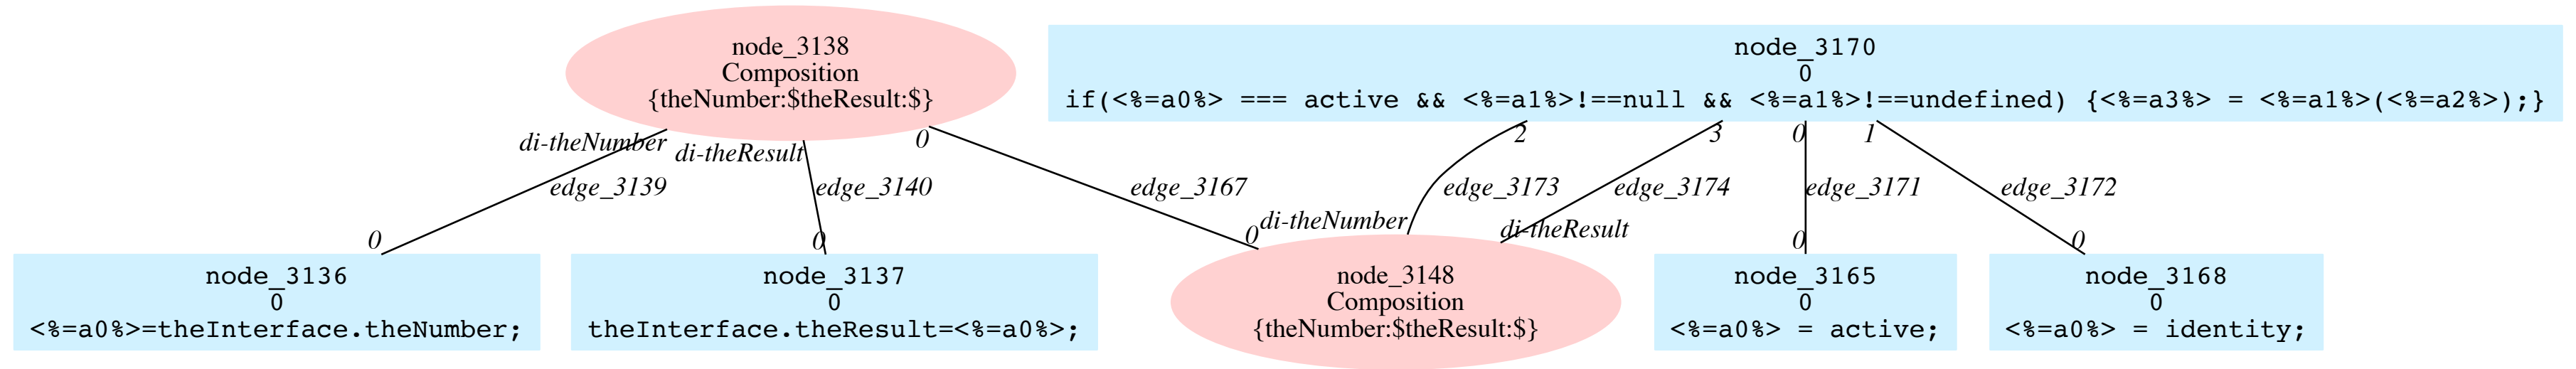 node_3138
Composition
{theNumber:$theResult:$}
node_3170
0
if(<%=a0%> === active && <%=a1%>!==null && <%=a1%>!==undefined) {<%=a3%> = <%=a1%>(<%=a2%>);}
di-theNumber
di-theResult
0
2
3
0
1
edge_3139
edge_3140
edge_3167
edge_3173
edge_3174
edge_3171
edge_3172
0
0
0
di-theNumber
di-theResult
0
0
node_3136
0
<%=a0%>=theInterface.theNumber;
node_3137
0
theInterface.theResult=<%=a0%>;
node_3148
Composition
{theNumber:$theResult:$}
node_3165
0
<%=a0%> = active;
node_3168
0
<%=a0%> = identity;